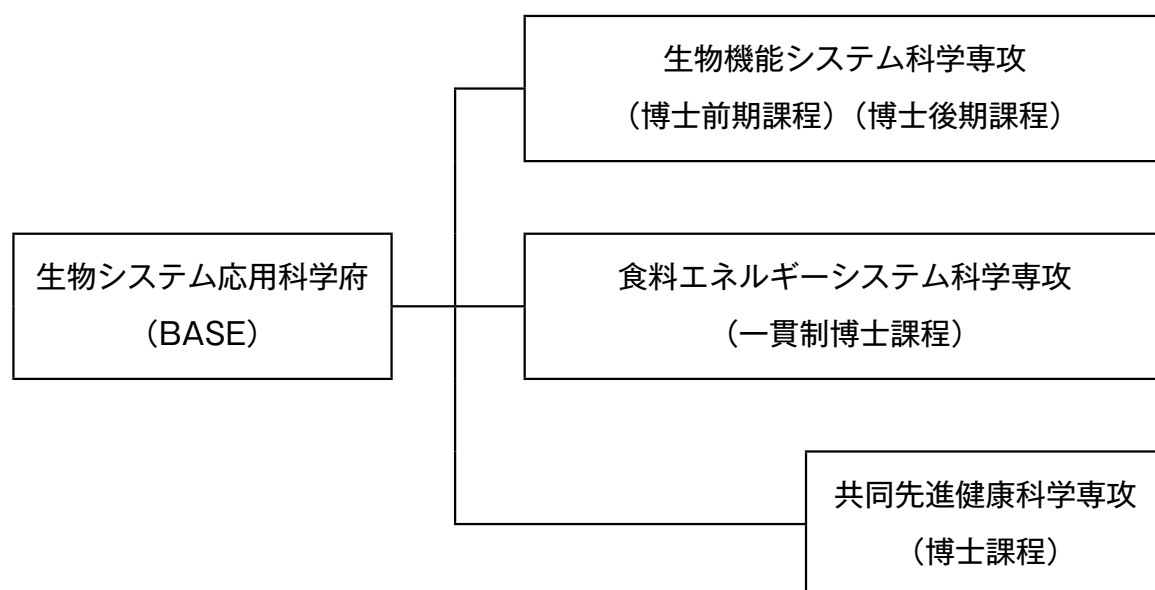 生物機能システム科学専攻
（博士前期課程）（博士後期課程）
生物システム応用科学府
（BASE）
食料エネルギーシステム科学専攻
（一貫制博士課程）
共同先進健康科学専攻
（博士課程）